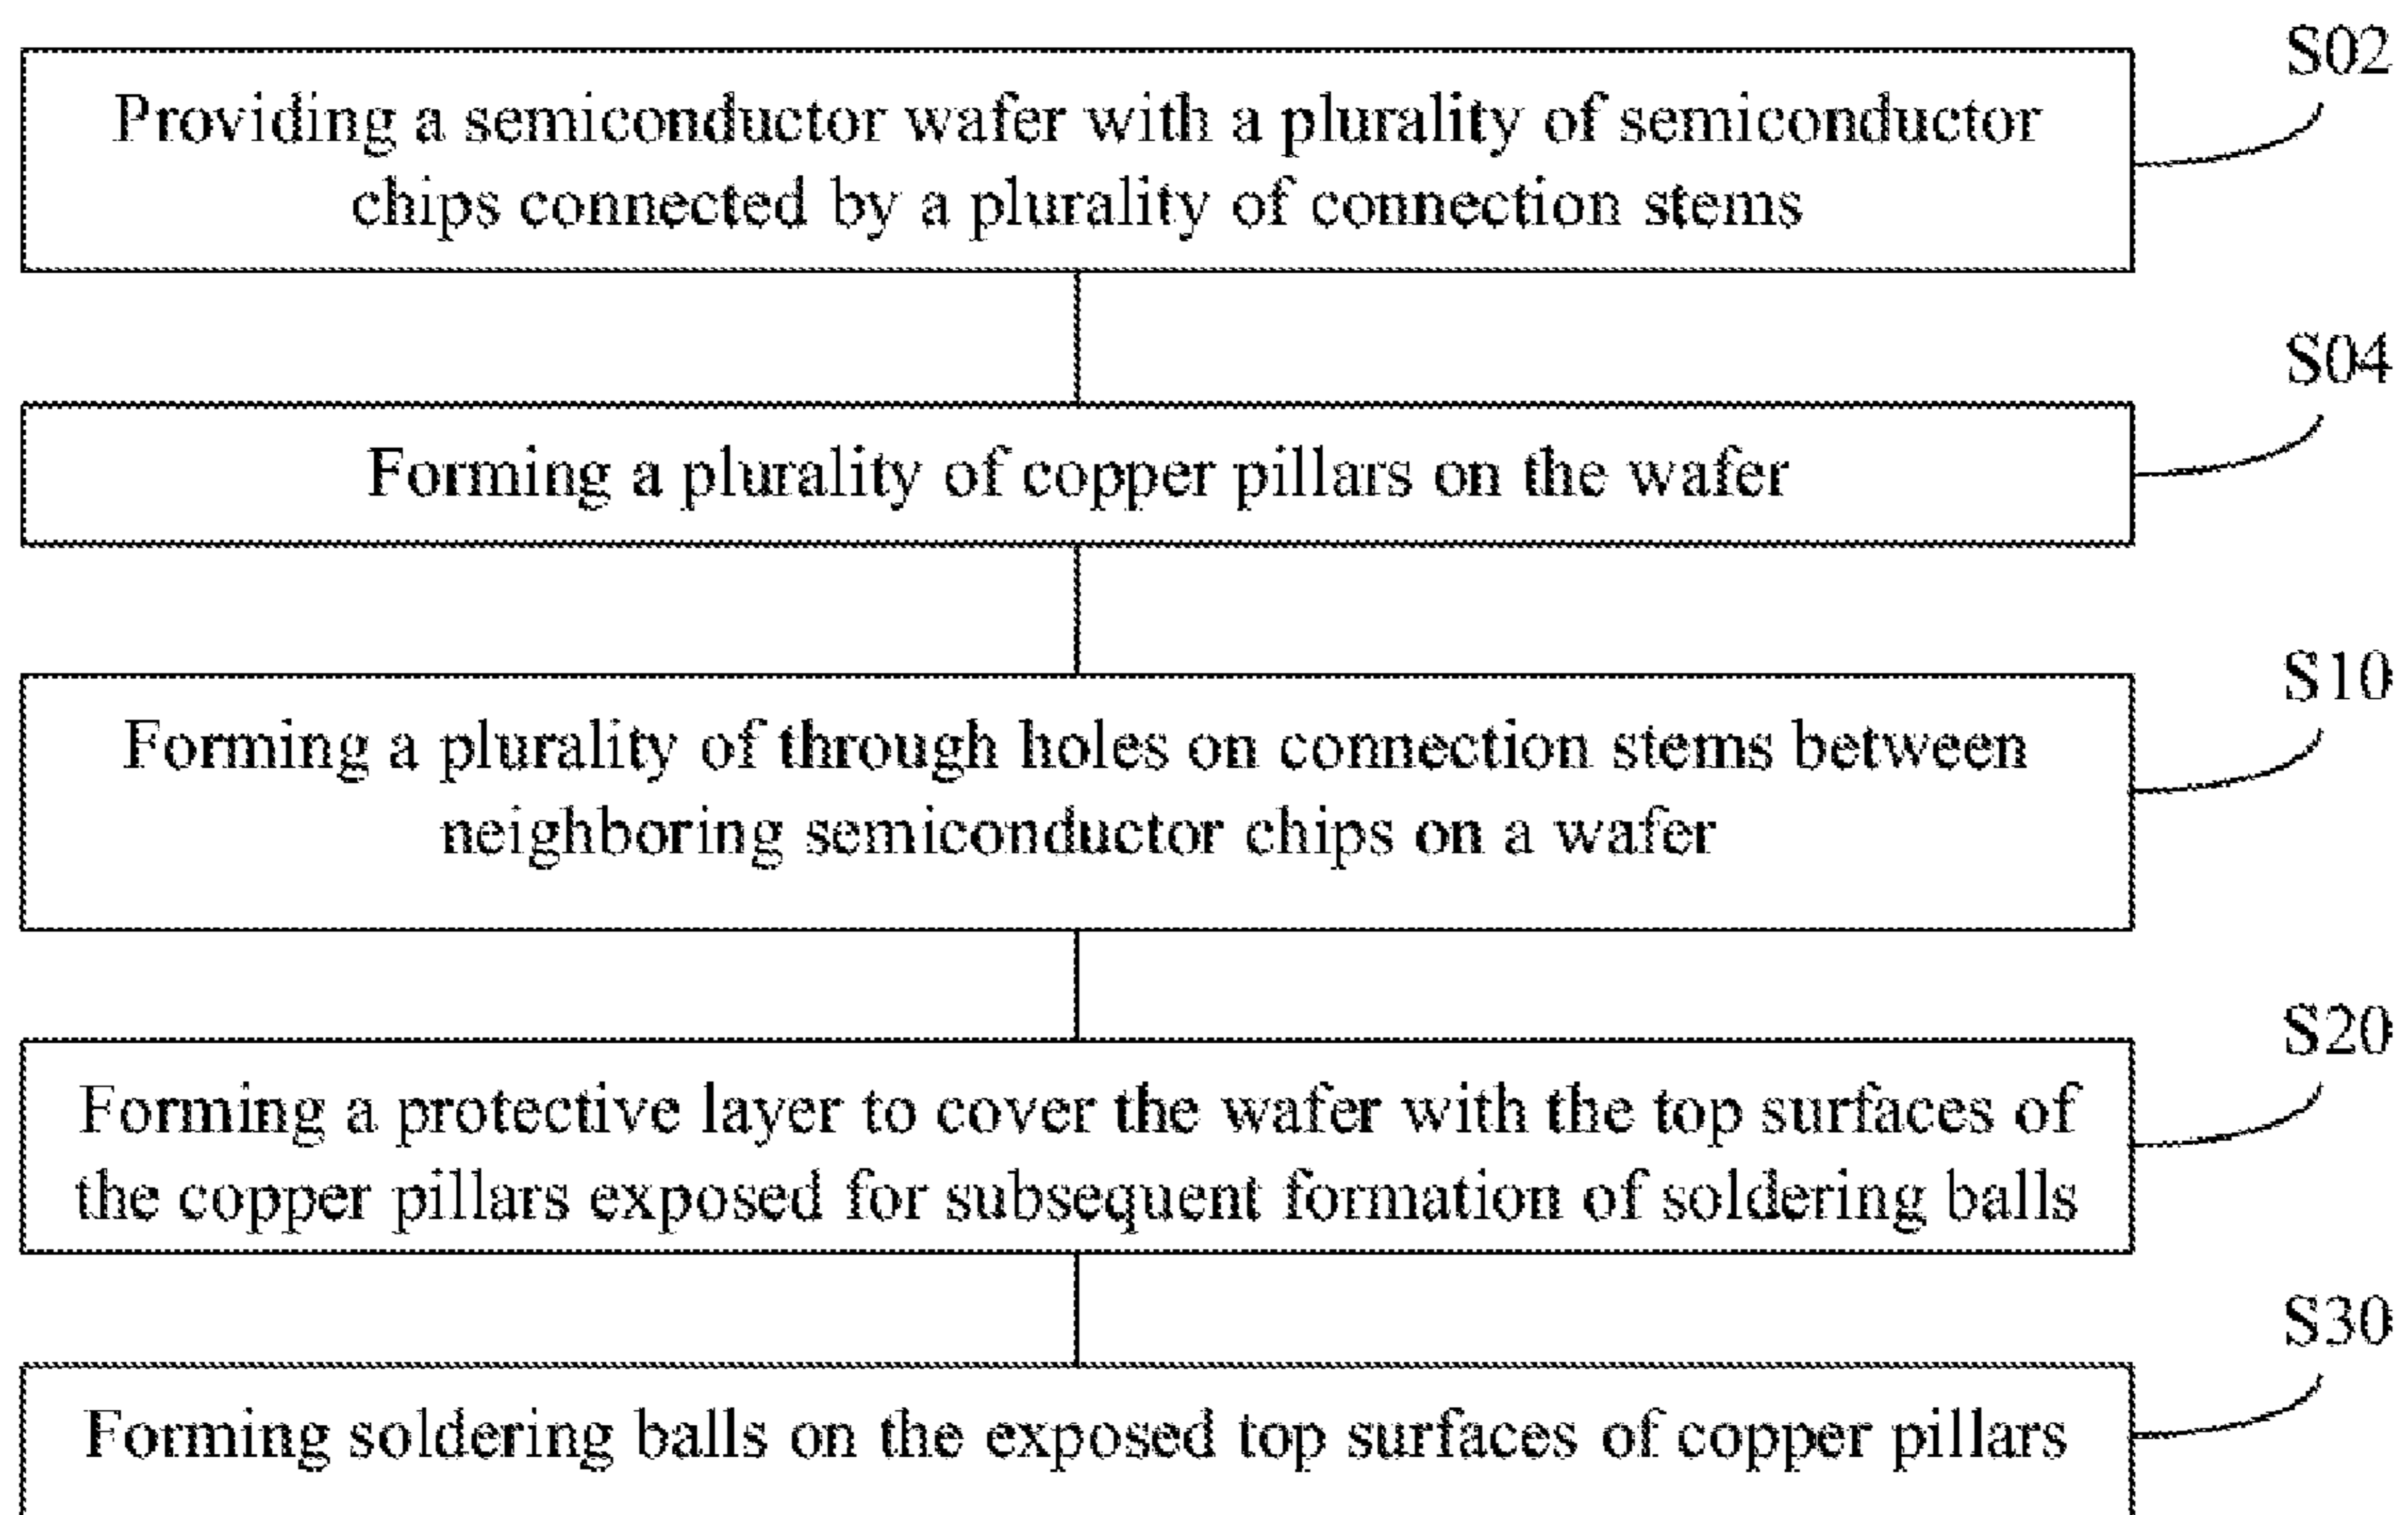 S02
Providing a semiconductor wafer with a plurality of semiconductor
chips connected by a plurality of connection stems
S04
Forming a plurality of copper pillars on the wafer
S10
Forming a plurality of through holes on connection stems between
neighboring semiconductor chips on a wafer
S20
Forming a protective layer to cover the wafer with the top surfaces of
the copper pillars exposed for subsequent formation of soldering balls
S30
Forming soldering balls on the exposed top surfaces of copper pillars